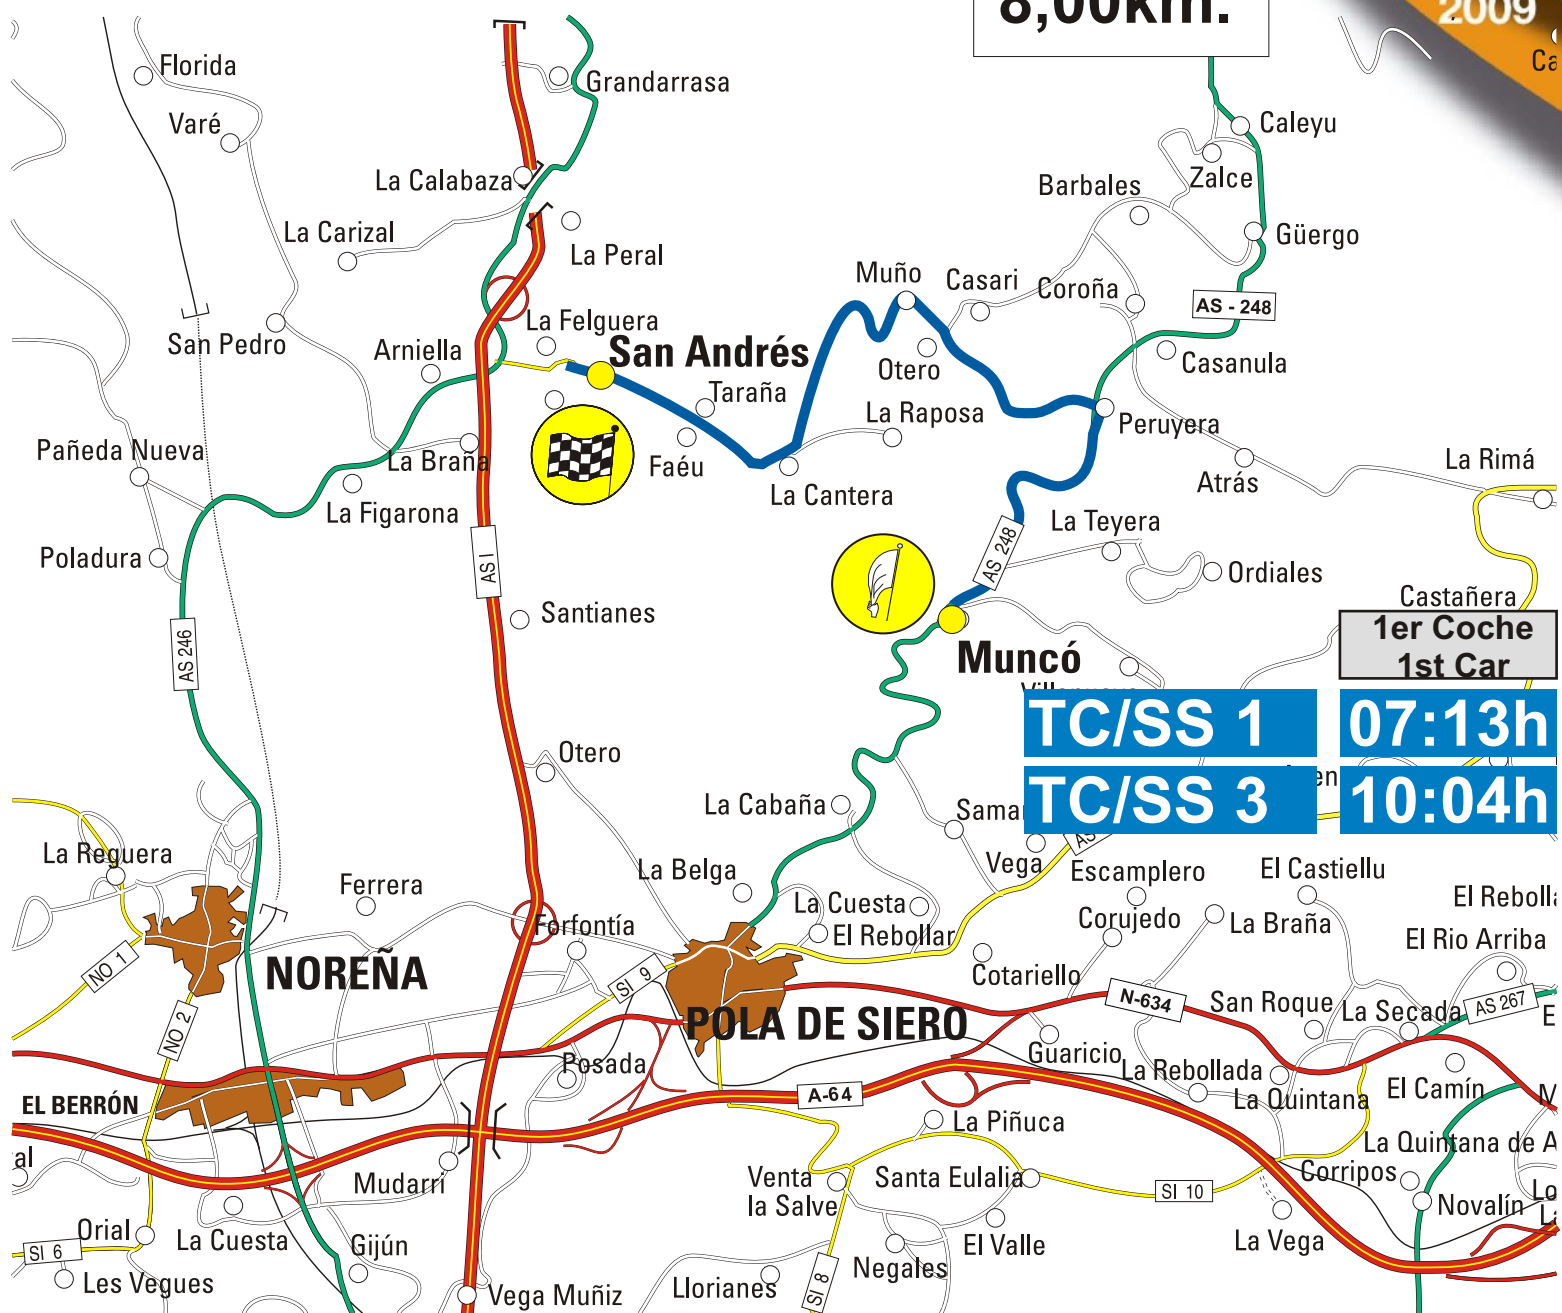 8,00km.
2009
Florida
Grandarrasa
Varé
Caleyu
La Calabaza
Zalce
Barbales
La Carizal
La Peral
Güergo
Muño
Casari
Coroña
AS - 248
La Felguera
San Pedro
Arniella
San Andrés
Otero
Casanula
Taraña
La Raposa
Peruyera
Pañeda Nueva
La Braña
Faéu
La Rimá
La Cantera
Atrás
La Figarona
La Teyera
AS 248
Poladura
AS I
Ordiales
Santianes
Castañera
AS 246
1er Coche
1st Car
Muncó
TC/SS 1
07:13h
Otero
TC/SS 3
10:04h
La Cabaña
Vega
La Reguera
La Belga
Escamplero
El Castiellu
Ferrera
La Cuesta
Corujedo
La Braña
Forfontía
El Rebollar
El Rio Arriba
NO 1
NOREÑA
SI 9
Cotariello
N-634
San Roque
La Secada
AS 267
NO 2
POLA DE SIERO
Guaricio
Posada
La Rebollada
El Camín
La Quintana
EL BERRÓN
A-64
La Piñuca
La Quintana de A
Mudarri
Venta
la Salve
Santa Eulalia
SI 10
Corripos
Novalín
Orial
La Cuesta
Gijún
El Valle
La Vega
SI 6
Les Vegues
Negales
Llorianes
SI 8
Vega Muñiz